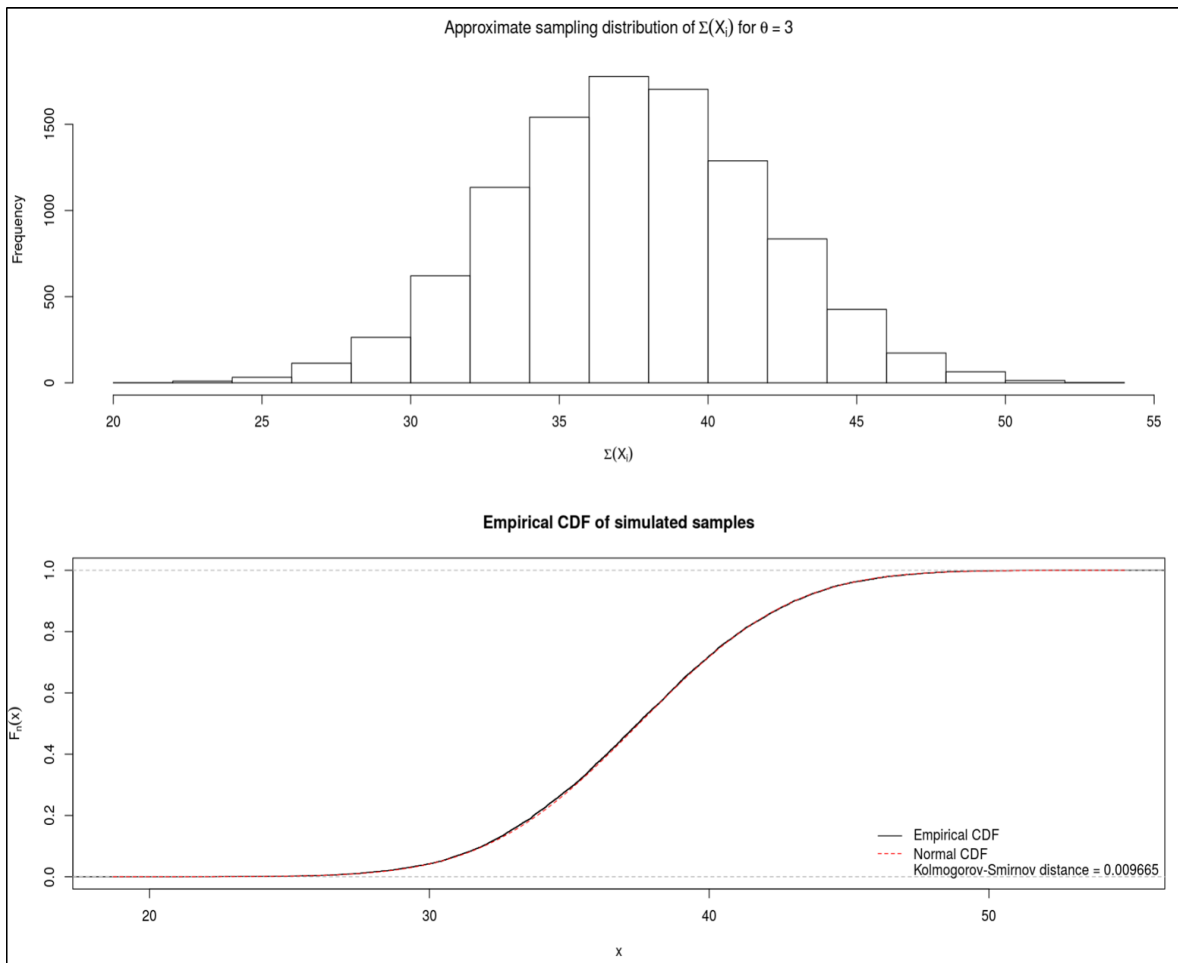 Approximate sampling distribution of Σ(Xᵢ) for θ = 3
Frequency
1500
1000
500
0
20 25 30 35 40 45 50 55
Σ(Xᵢ)
Empirical CDF of simulated samples
Fₙ(x)
1.0
0.8
0.6
0.4
0.2
0.0
Empirical CDF
Normal CDF
Kolmogorov-Smirnov distance = 0.009665
20 30 40 50
x